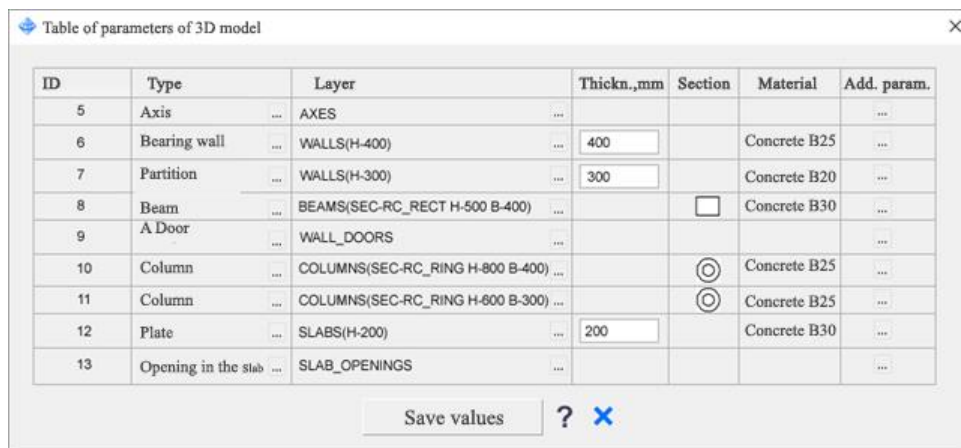 Table of parameters of 3D model
ID Type Layer Thickn.,mm Section Material Add. param.
5 Axis ... AXES ... ...
6 Bearing wall ... WALLS(H-400) ... 400 Concrete B25 ...
7 Partition ... WALLS(H-300) ... 300 Concrete B20 ...
8 Beam ... BEAMS(SEC-RC_RECT H-500 B-400) ... Concrete B30 ...
9 A Door ... WALL_DOORS ... ...
10 Column ... COLUMNS(SEC-RC_RING H-800 B-400) ... Concrete B25 ...
11 Column ... COLUMNS(SEC-RC_RING H-600 B-300) ... Concrete B25 ...
12 Plate ... SLABS(H-200) ... 200 Concrete B30 ...
13 Opening in the slab ... SLAB_OPENINGS ... ...
Save values ?